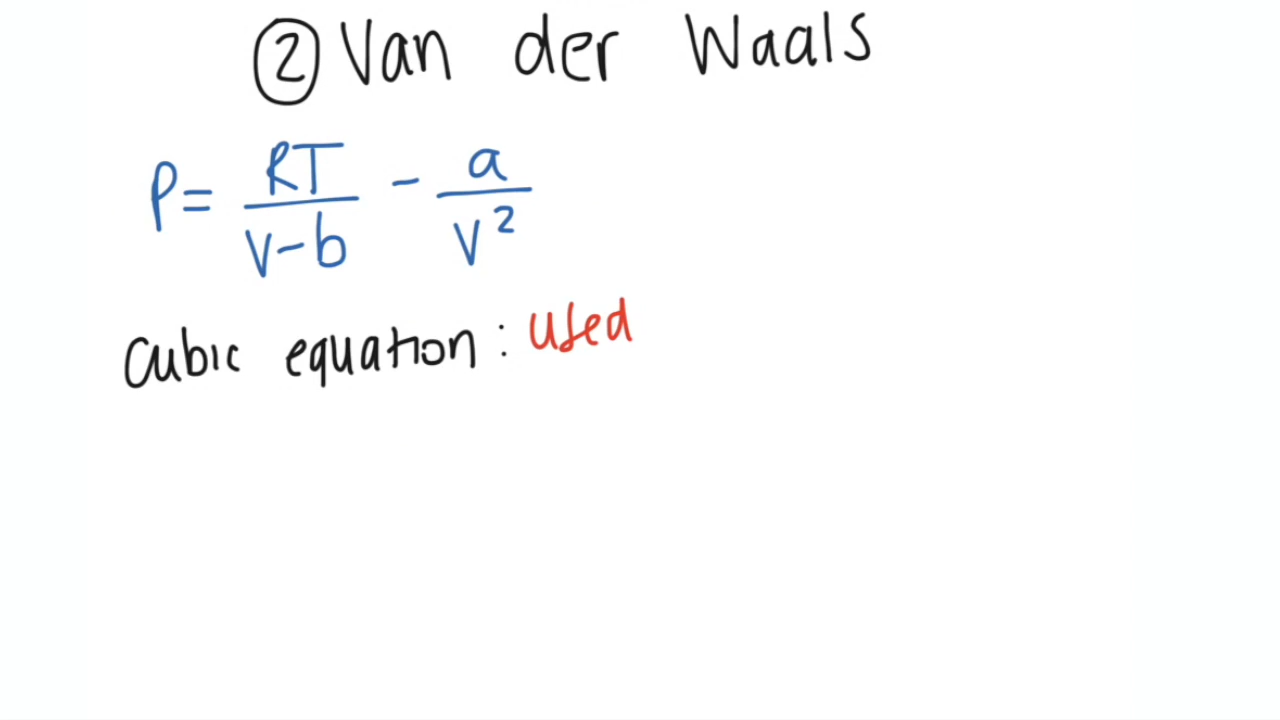 ② Van der Waals
P = RT / v-b - a / v²
cubic equation : used